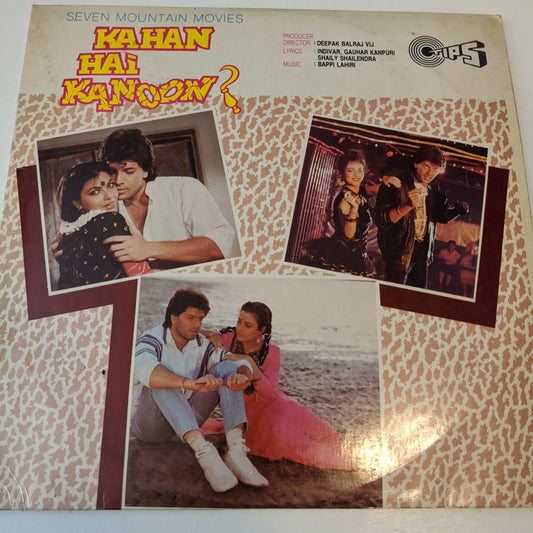 SEVEN MOUNTAIN MOVIES
KAHAN
HAI
KANOON?
PRODUCER
DIRECTOR : DEEPAK BALRAJ VIJ
LYRICS : INDIVAR, GAUHAR KANPURI
SHAILY SHAILENDRA
MUSIC : BAPPI LAHIRI
TIPS